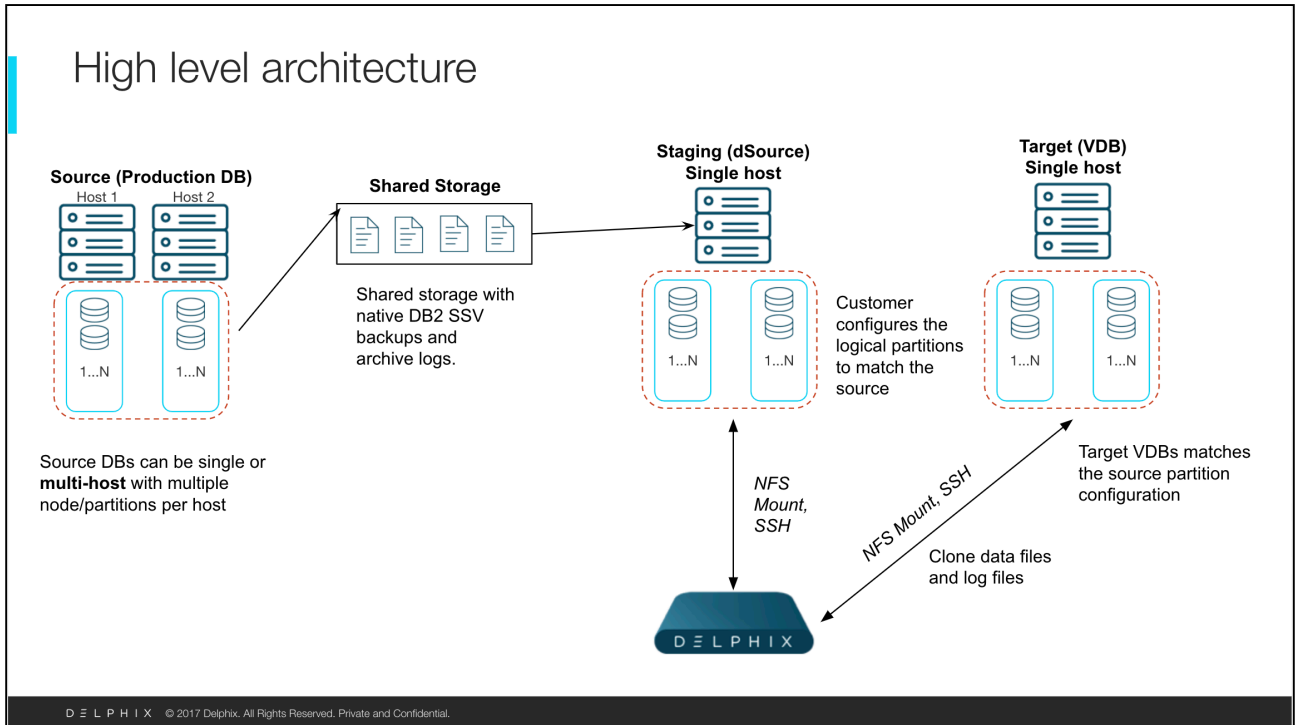 High level architecture
Source (Production DB)
Host 1
Host 2
1...N
1...N
Source DBs can be single or
multi-host with multiple
node/partitions per host
Shared Storage
Shared storage with
native DB2 SSV
backups and
archive logs.
Staging (dSource)
Single host
1...N
1...N
Customer
configures the
logical partitions
to match the
source
Target (VDB)
Single host
1...N
1...N
Target VDBs matches
the source partition
configuration
NFS
Mount,
SSH
NFS Mount, SSH
Clone data files
and log files
DELPHIX
DELPHIX © 2017 Delphix. All Rights Reserved. Private and Confidential.